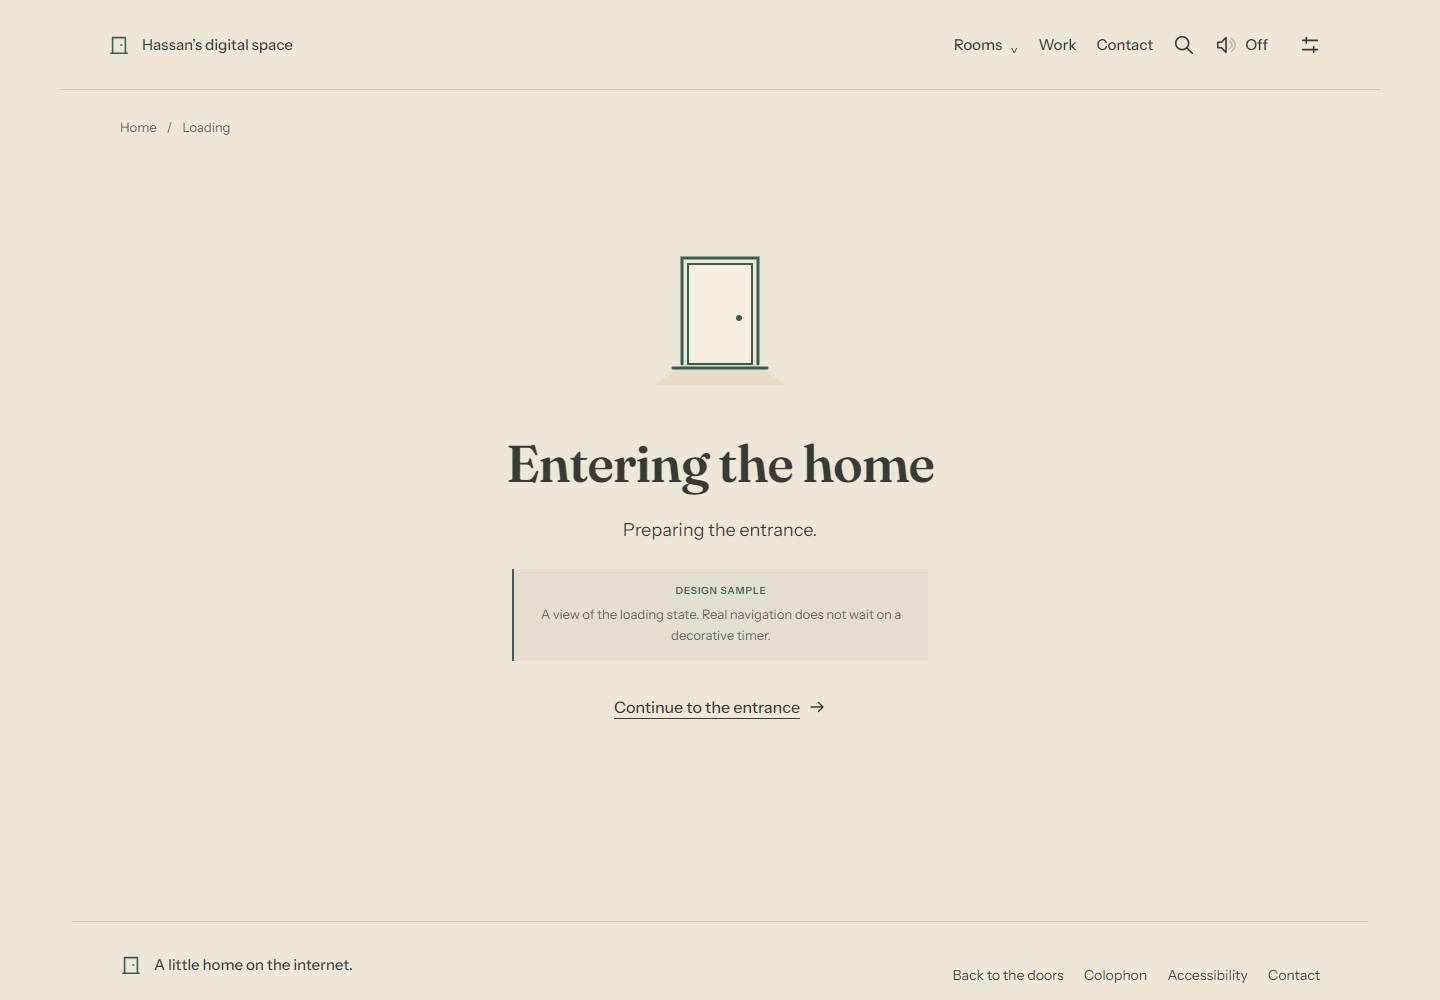 Hassan’s digital space
Rooms Work Contact Off
Home / Loading
Entering the home
Preparing the entrance.
DESIGN SAMPLE
A view of the loading state. Real navigation does not wait on a
decorative timer.
Continue to the entrance →
A little home on the internet.
Back to the doors Colophon Accessibility Contact